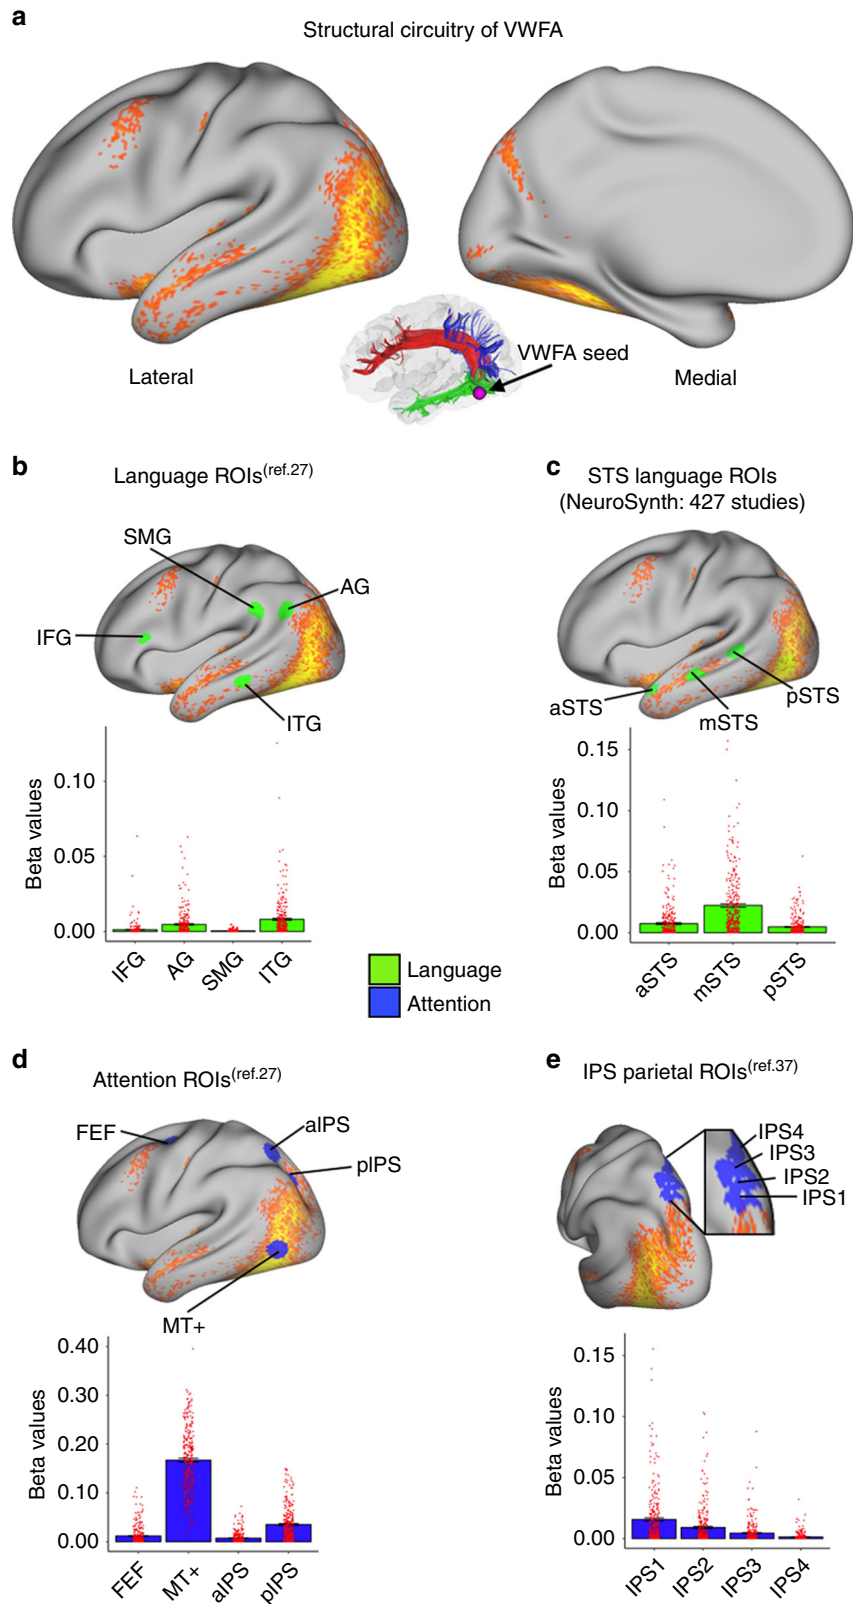 a
Structural circuitry of VWFA
VWFA seed
Lateral
Medial
b
Language ROIs(ref.27)
SMG
AG
IFG
ITG
Beta values
0.10
0.05
0.00
IFG
AG
SMG
ITG
c
STS language ROIs
(NeuroSynth: 427 studies)
aSTS
mSTS
pSTS
Beta values
0.15
0.10
0.05
0.00
aSTS
mSTS
pSTS
Language
Attention
d
Attention ROIs(ref.27)
FEF
aIPS
pIPS
MT+
Beta values
0.40
0.30
0.20
0.10
0.00
FEF
MT+
aIPS
pIPS
e
IPS parietal ROIs(ref.37)
IPS4
IPS3
IPS2
IPS1
Beta values
0.15
0.10
0.05
0.00
IPS1
IPS2
IPS3
IPS4